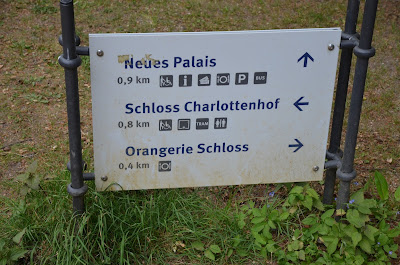 Neues Palais
0,9 km i P BUS
Schloss Charlottenhof
0,8 km TRAM
Orangerie Schloss
0,4 km